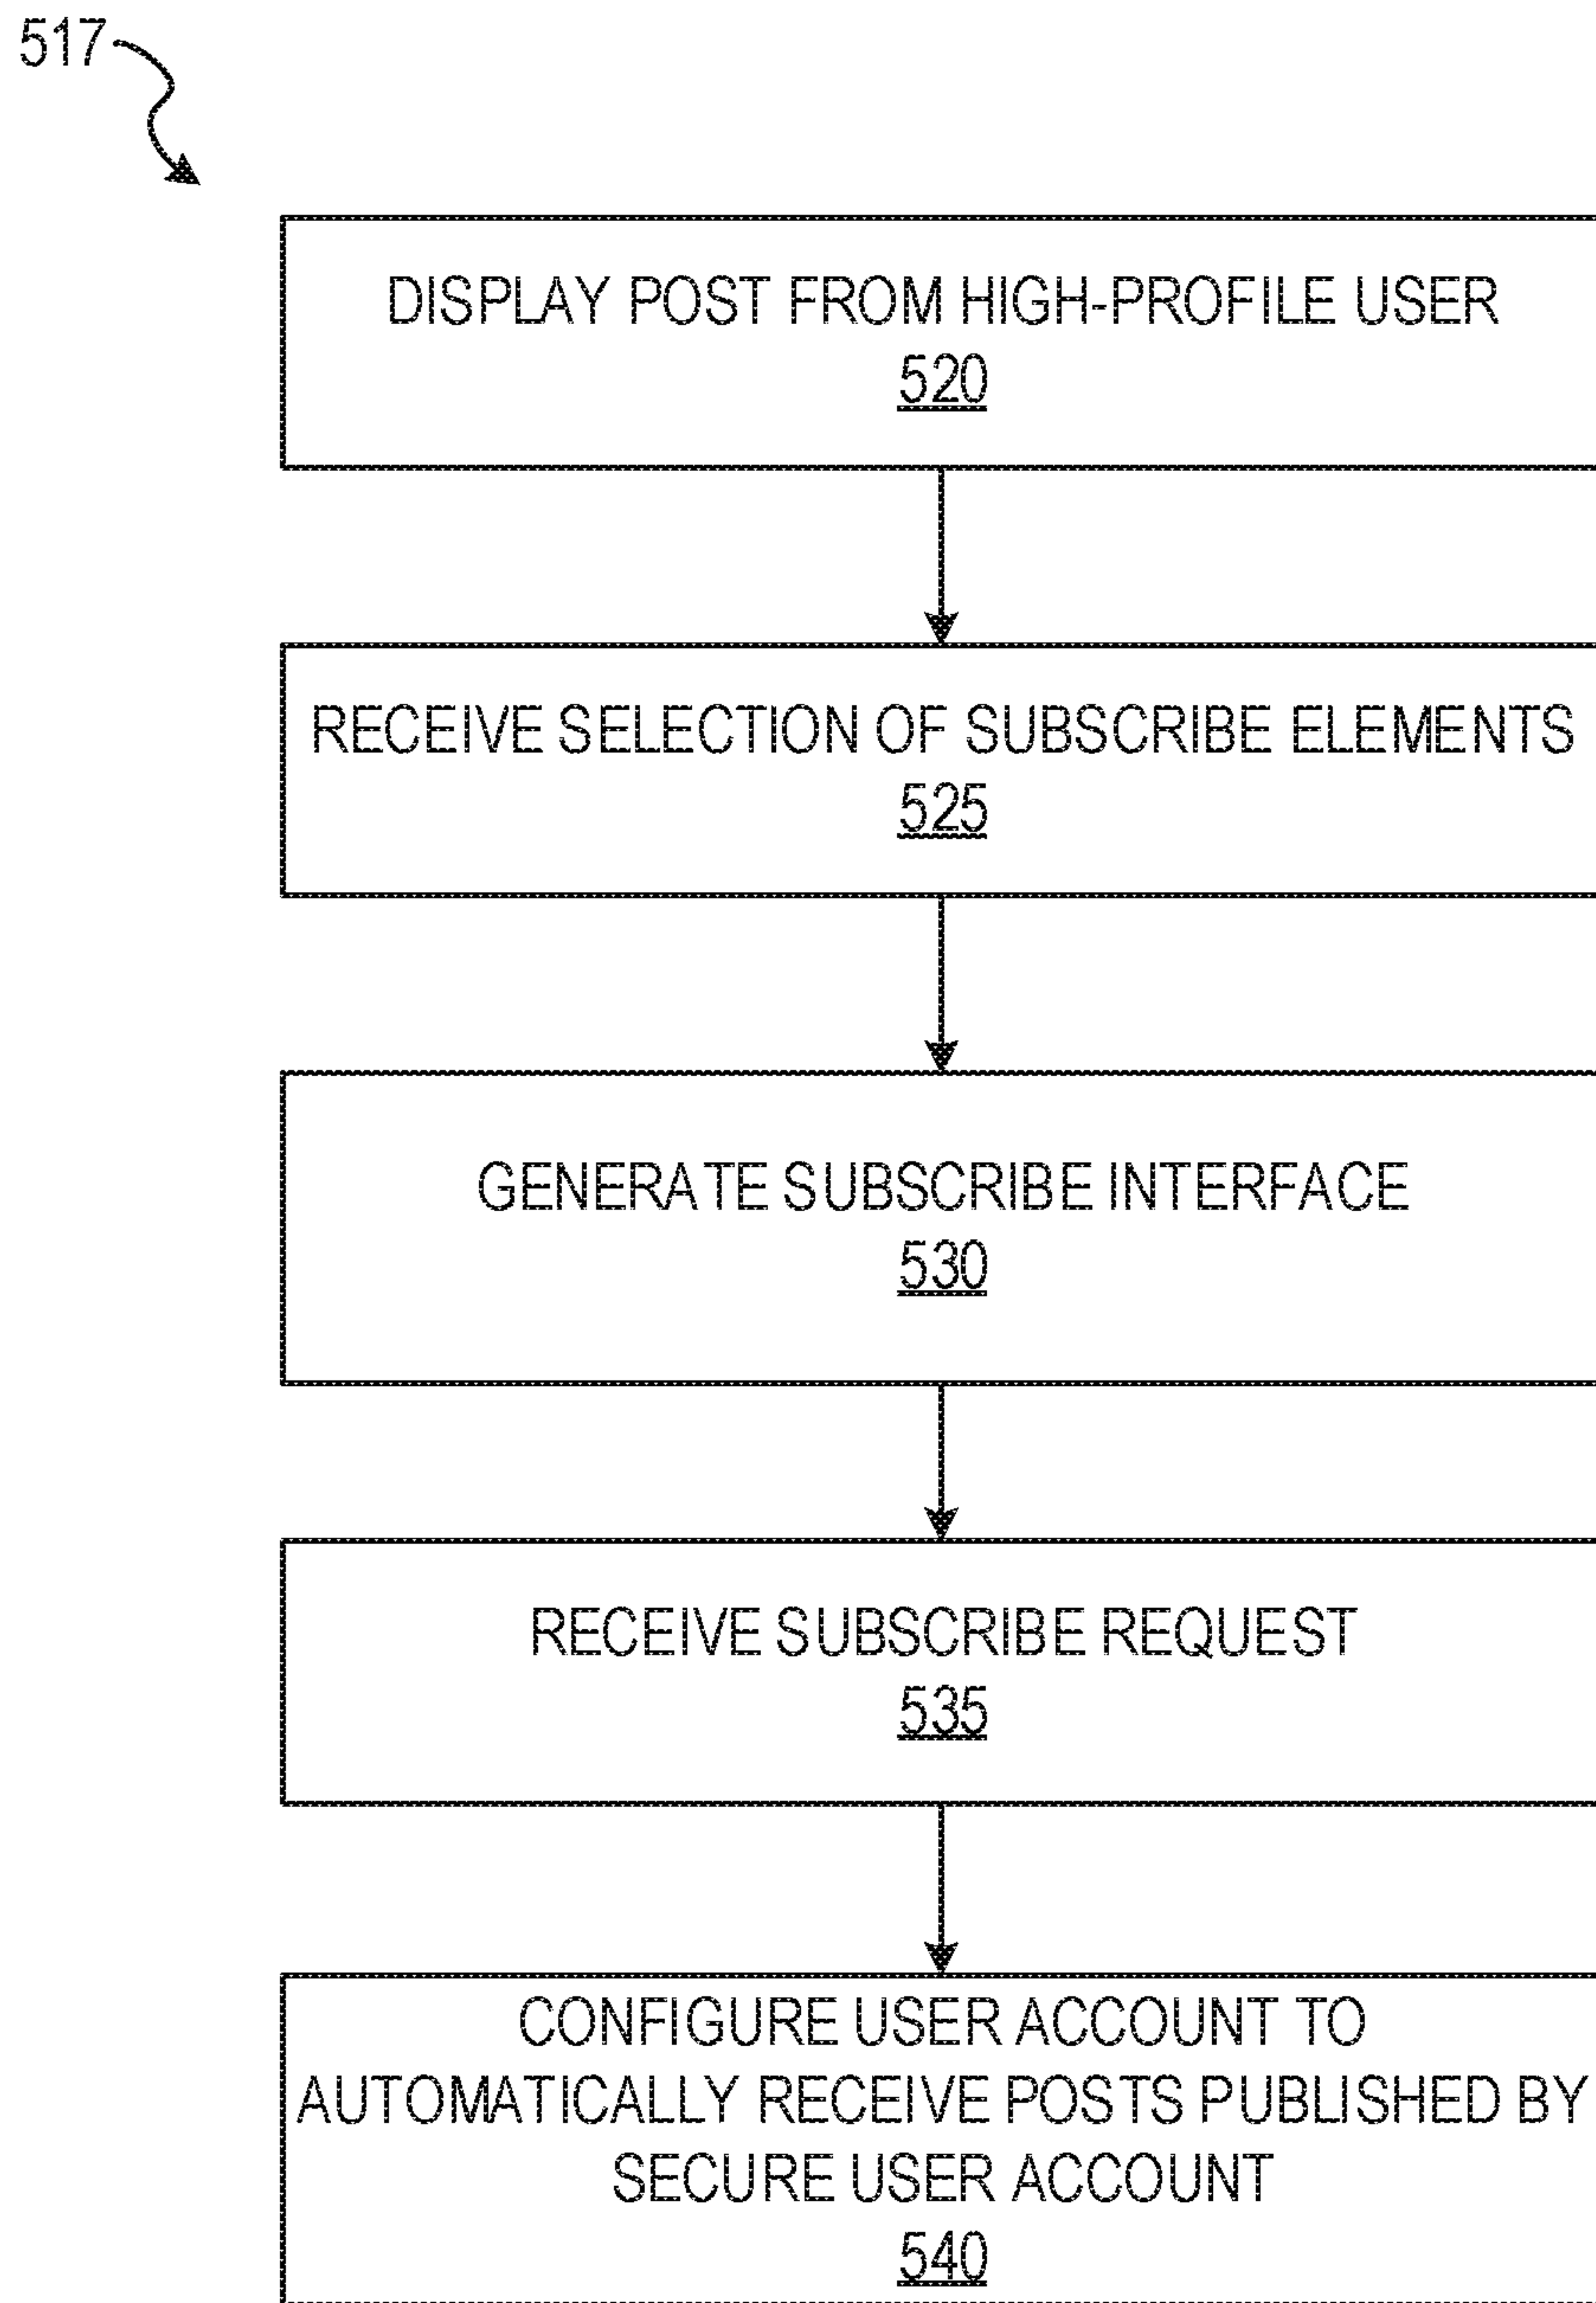 517
DISPLAY POST FROM HIGH-PROFILE USER
520
RECEIVE SELECTION OF SUBSCRIBE ELEMENTS
525
GENERATE SUBSCRIBE INTERFACE
530
RECEIVE SUBSCRIBE REQUEST
535
CONFIGURE USER ACCOUNT TO
AUTOMATICALLY RECEIVE POSTS PUBLISHED BY
SECURE USER ACCOUNT
540